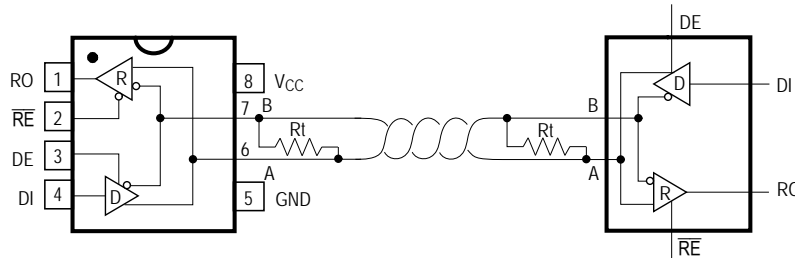 DE
RO 1 R 8 VCC D DI
RE 2 7 B B
Rt Rt
DE 3 6
A A
DI 4 D 5 GND R RO
RE